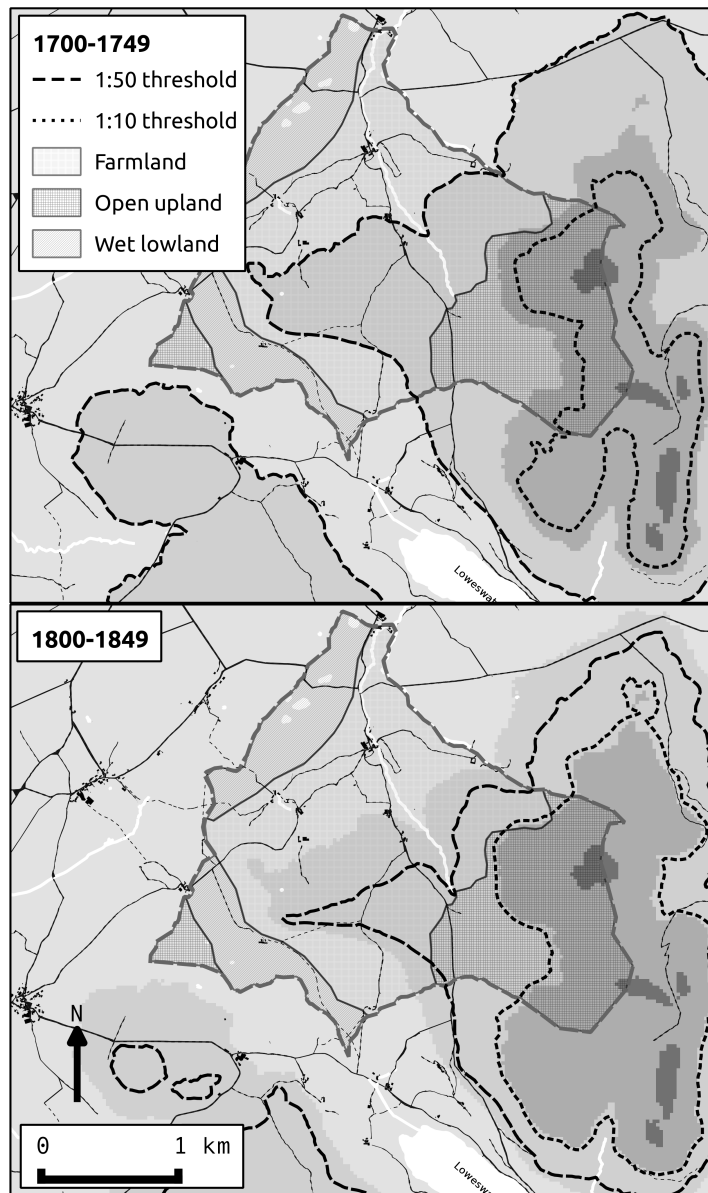 1700-1749
1:50 threshold
1:10 threshold
Farmland
Open upland
Wet lowland
Loweswat
1800-1849
N
0 1 km
Loweswat